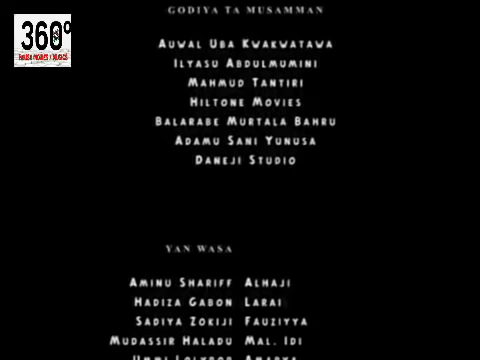 GODIYA TA MUSAMMAN
360°
AUWAL UBA KWAKWATAWA
ILYASU ABDULMUMINI
MAHMUD TANTIRI
HILTONE MOVIES
BALARABE MURTALA BAHRU
ADAMU SANI YUNUSA
DANEJI STUDIO
YAN WASA
AMINU SHARIFF ALHAJI
HADIZA GABON LARAI
SADIYA ZOKIJI FAUZIYYA
MUDASSIR HALADU MAL. IDI